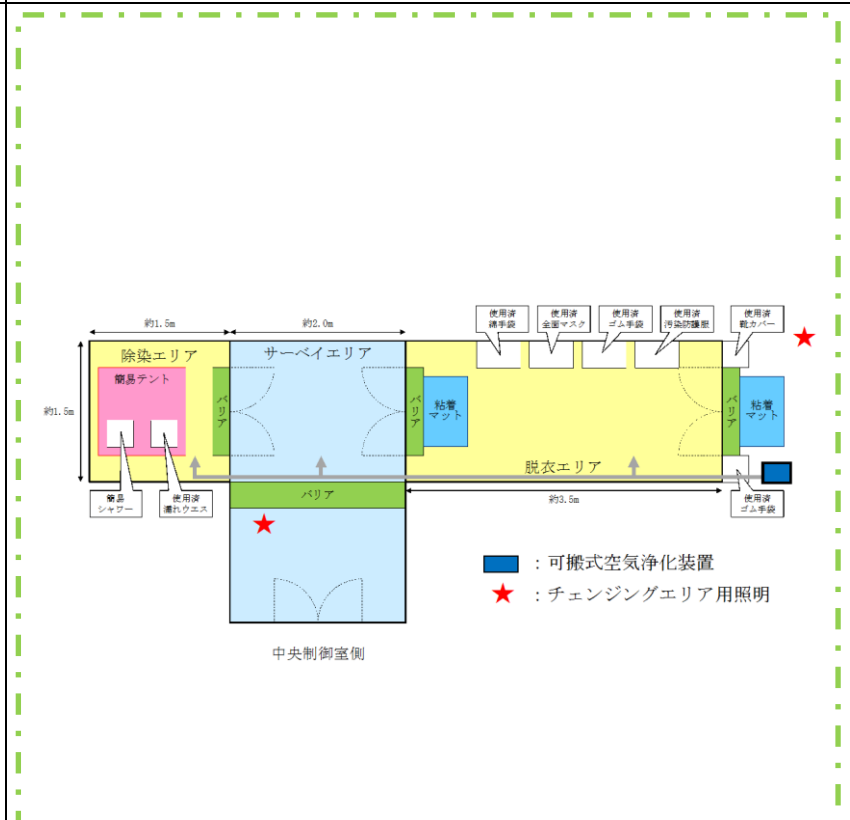 使用済
綿手袋
使用済
全面マスク
使用済
ゴム手袋
使用済
汚染防護服
使用済
靴カバー
約1.5m
約2.0m
除染エリア
サーベイエリア
簡易テント
バリア
バリア
粘着
マット
バリア
粘着
マット
約1.5m
脱衣エリア
簡易
シャワー
使用済
濡れウエス
バリア
約3.5m
使用済
ゴム手袋
：可搬式空気浄化装置
：チェンジングエリア用照明
中央制御室側